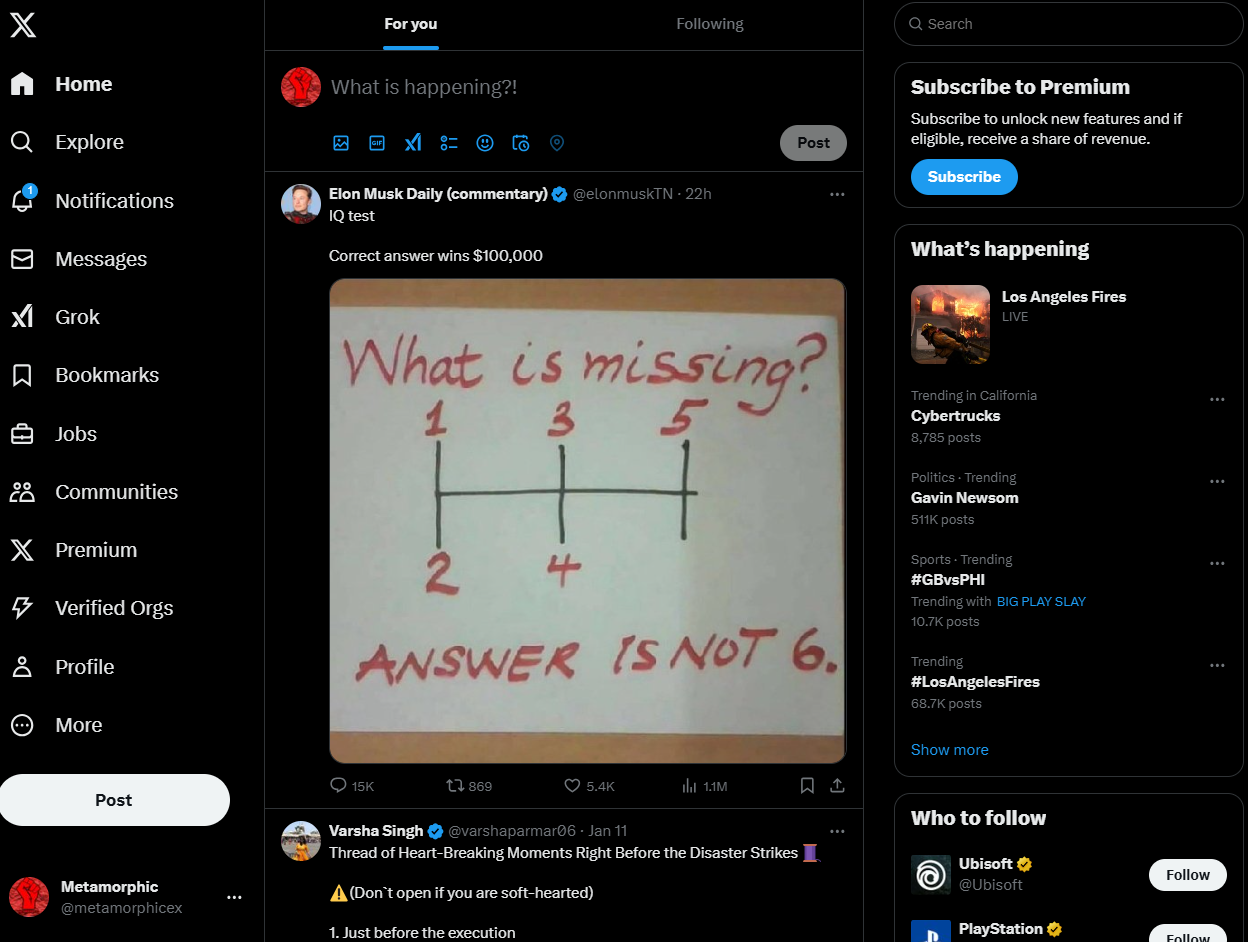 For you
Following
Search
Home
Explore
1
Notifications
Messages
Grok
Bookmarks
Jobs
Communities
Premium
Verified Orgs
Profile
More
Post
Metamorphic
@metamorphicex
What is happening?!
GIF
Post
Elon Musk Daily (commentary) @elonmuskTN · 22h
IQ test
Correct answer wins $100,000
What is missing?
1 3 5
2 4
ANSWER IS NOT 6.
15K 869 5.4K 1.1M
Varsha Singh @varshaparmar06 · Jan 11
Thread of Heart-Breaking Moments Right Before the Disaster Strikes 🧵
⚠️(Don`t open if you are soft-hearted)
1. Just before the execution
Subscribe to Premium
Subscribe to unlock new features and if
eligible, receive a share of revenue.
Subscribe
What’s happening
Los Angeles Fires
LIVE
Trending in California
Cybertrucks
8,785 posts
Politics · Trending
Gavin Newsom
511K posts
Sports · Trending
#GBvsPHI
Trending with BIG PLAY SLAY
10.7K posts
Trending
#LosAngelesFires
68.7K posts
Show more
Who to follow
Ubisoft
@Ubisoft
Follow
PlayStation
Follow